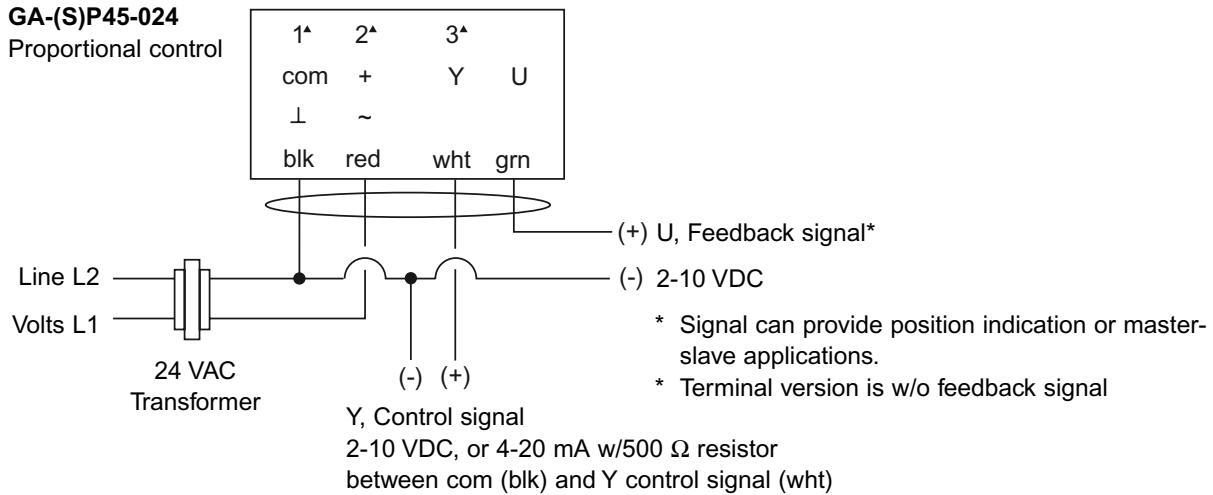 GA-(S)P45-024
Proportional control
1▲ 2▲ 3▲
com + Y U
⊥ ~
blk red wht grn
(+) U, Feedback signal*
Line L2
(-) 2-10 VDC
Volts L1
* Signal can provide position indication or master-
slave applications.
* Terminal version is w/o feedback signal
24 VAC
Transformer
(-) (+)
Y, Control signal
2-10 VDC, or 4-20 mA w/500 Ω resistor
between com (blk) and Y control signal (wht)